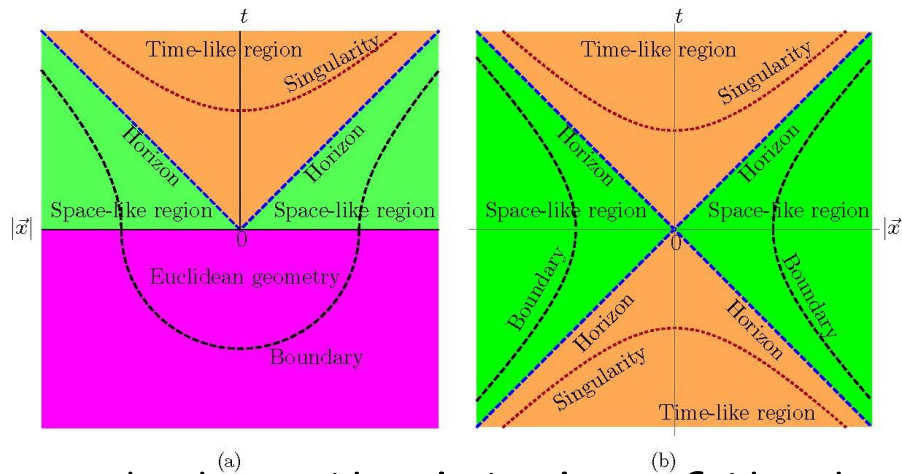 t
Time-like region
Singularity
Horizon
Horizon
Space-like region
Space-like region
|x⃗|
0
Euclidean geometry
Boundary
(a)
t
Time-like region
Singularity
Horizon
Horizon
Space-like region
Space-like region
|x⃗
0
Boundary
Boundary
Horizon
Horizon
Singularity
Time-like region
(b)